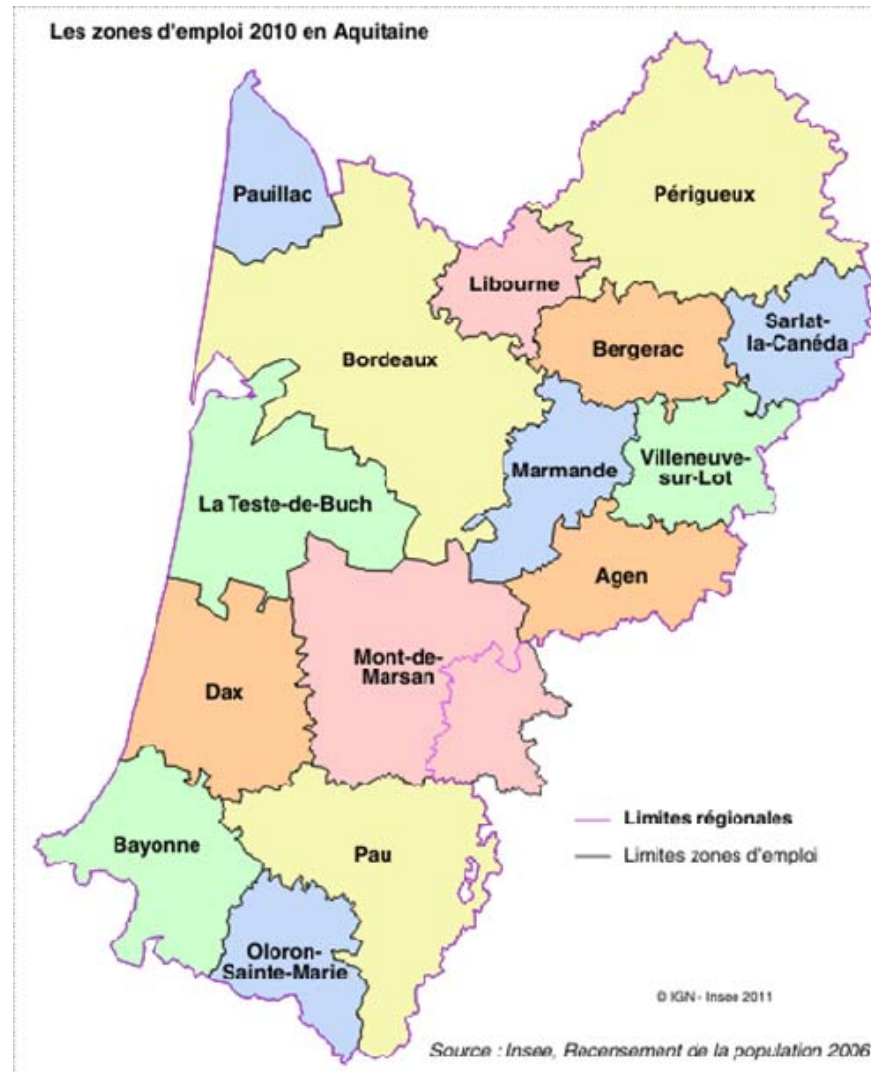 Les zones d'emploi 2010 en Aquitaine
Pauillac
Périgueux
Libourne
Sarlat-
la-Canéda
Bergerac
Bordeaux
Marmande
Villeneuve-
sur-Lot
La Teste-de-Buch
Agen
Mont-de-
Marsan
Dax
Limites régionales
Limites zones d'emploi
Bayonne
Pau
Oloron-
Sainte-Marie
© IGN - Insee 2011
Source : Insee, Recensement de la population 2006